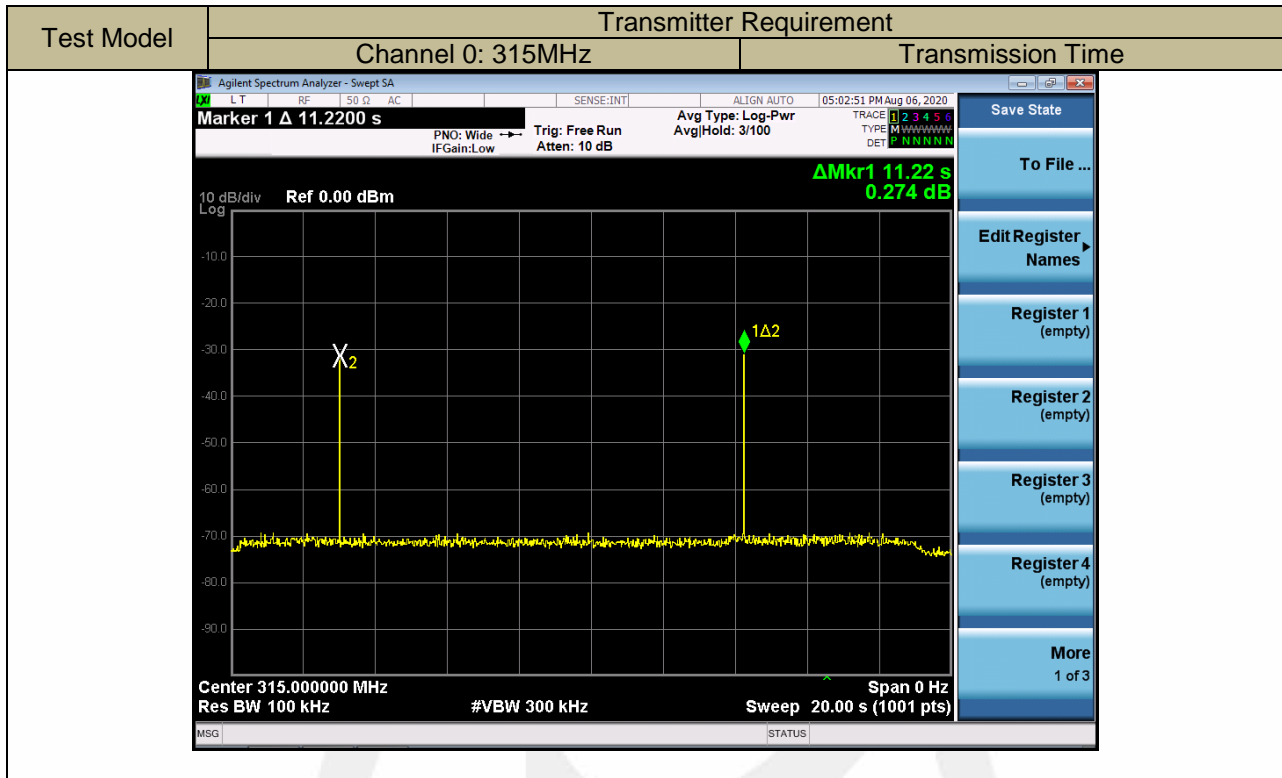 Test Model
Transmitter Requirement
Channel 0: 315MHz
Transmission Time
Agilent Spectrum Analyzer - Swept SA
LXI L T RF 50 Ω AC SENSE:INT ALIGN AUTO 05:02:51 PM Aug 06, 2020
Marker 1 Δ 11.2200 s
PNO: Wide
IFGain:Low
Trig: Free Run
Atten: 10 dB
Avg Type: Log-Pwr
Avg|Hold: 3/100
TRACE 1 2 3 4 5 6
TYPE M WWWWW
DET P N N N N N
ΔMkr1 11.22 s
0.274 dB
10 dB/div Ref 0.00 dBm
Log
-10.0
-20.0
-30.0
-40.0
-50.0
-60.0
-70.0
-80.0
-90.0
X2
1Δ2
Center 315.000000 MHz
Span 0 Hz
Res BW 100 kHz
#VBW 300 kHz
Sweep 20.00 s (1001 pts)
MSG
STATUS
Save State
To File ...
Edit Register
Names
Register 1
(empty)
Register 2
(empty)
Register 3
(empty)
Register 4
(empty)
More
1 of 3